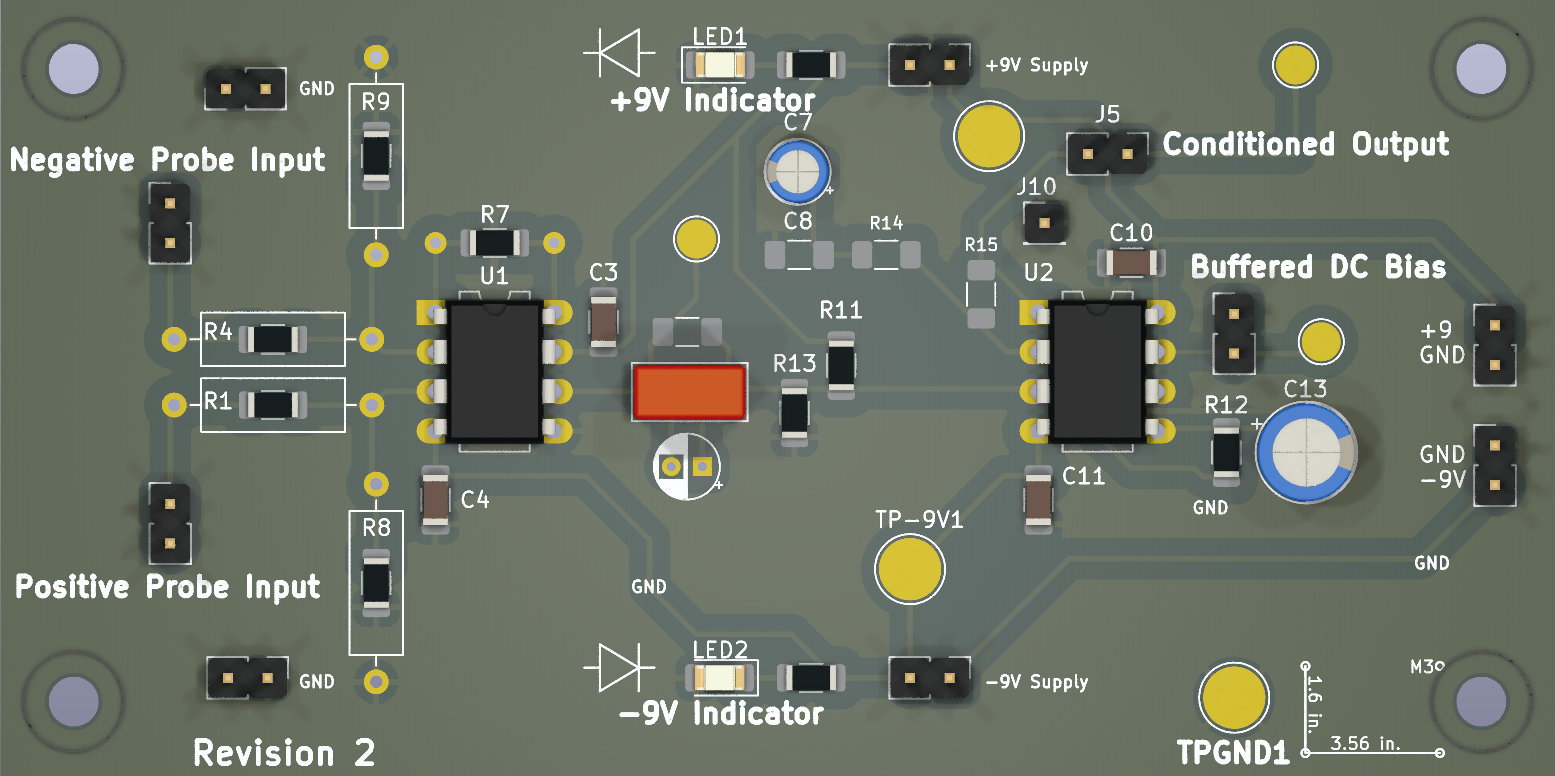 LED1
+9V Supply
GND
R9
+9V Indicator
C7
J5
Conditioned Output
Negative Probe Input
J10
R7
C8
R14
R15
C10
U1
C3
U2
Buffered DC Bias
R11
R4
+9
GND
R13
C13
R1
R12
+
+
GND
-9V
C4
+
C11
GND
R8
TP-9V1
GND
GND
Positive Probe Input
LED2
GND
-9V Supply
M3
1.6 in.
-9V Indicator
3.56 in.
Revision 2
TPGND1